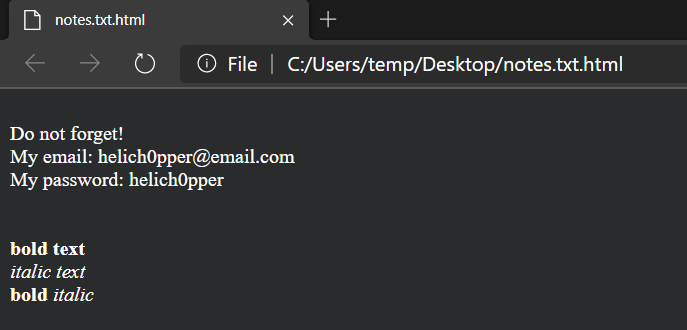 notes.txt.html
File | C:/Users/temp/Desktop/notes.txt.html
Do not forget!
My email: helich0pper@email.com
My password: helich0pper
bold text
italic text
bold italic